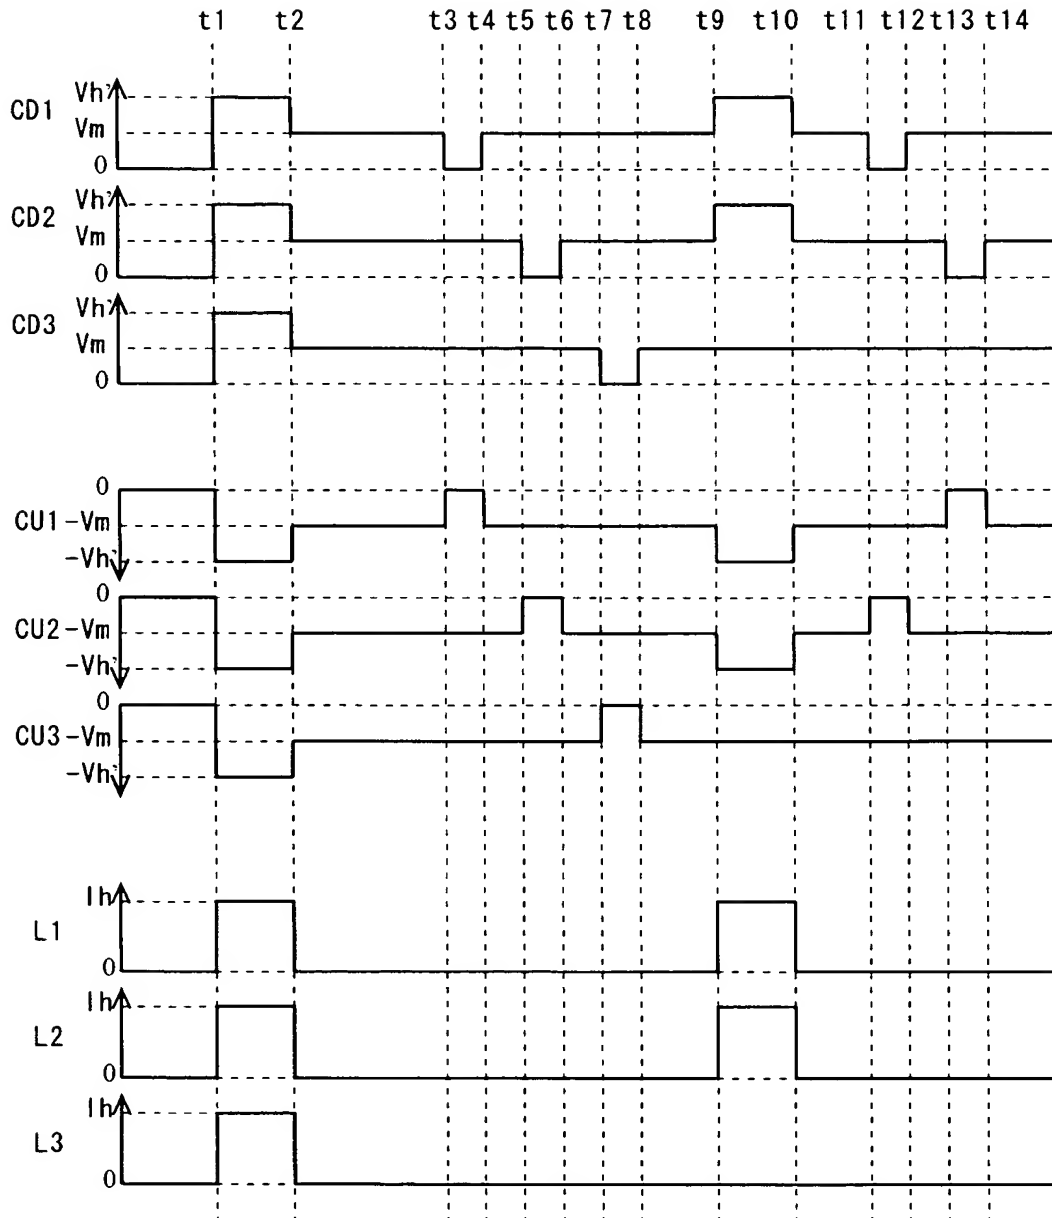 t1 t2 t3 t4 t5 t6 t7 t8 t9 t10 t11 t12 t13 t14
Vh'
CD1
Vm
0
Vh'
CD2
Vm
0
Vh'
CD3
Vm
0
0
CU1 -Vm
-Vh'
0
CU2 -Vm
-Vh'
0
CU3 -Vm
-Vh'
Ih
L1
0
Ih
L2
0
Ih
L3
0